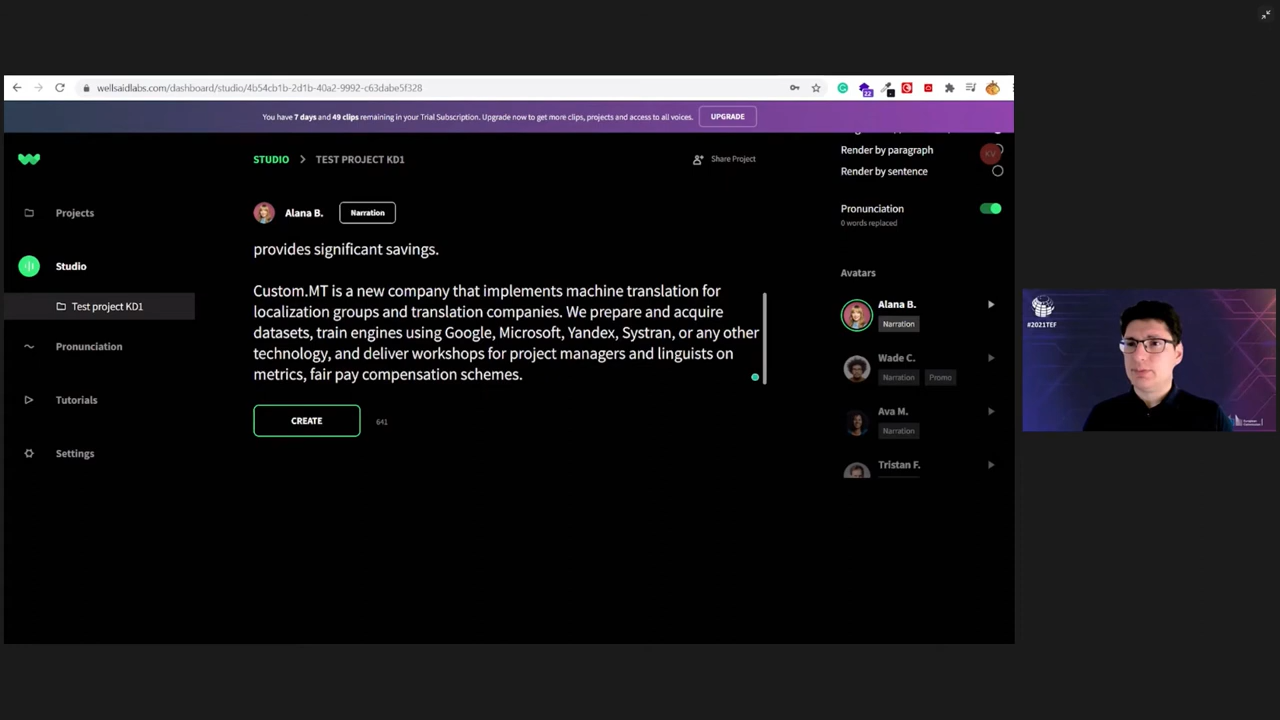 wellsaidlabs.com/dashboard/studio/4b54cb1b-2d1b-40a2-9992-c63dabe5f328
22
You have 7 days and 49 clips remaining in your Trial Subscription. Upgrade now to get more clips, projects and access to all voices.
UPGRADE
STUDIO > TEST PROJECT KD1
Share Project
Projects
Studio
Test project KD1
Pronunciation
Tutorials
Settings
Alana B.
Narration
provides significant savings.
Custom.MT is a new company that implements machine translation for
localization groups and translation companies. We prepare and acquire
datasets, train engines using Google, Microsoft, Yandex, Systran, or any other
technology, and deliver workshops for project managers and linguists on
metrics, fair pay compensation schemes.
CREATE
641
Render by paragraph
KV
Render by sentence
Pronunciation
0 words replaced
Avatars
Alana B.
Narration
Wade C.
Narration Promo
Ava M.
Narration
Tristan F.
#2021TEF